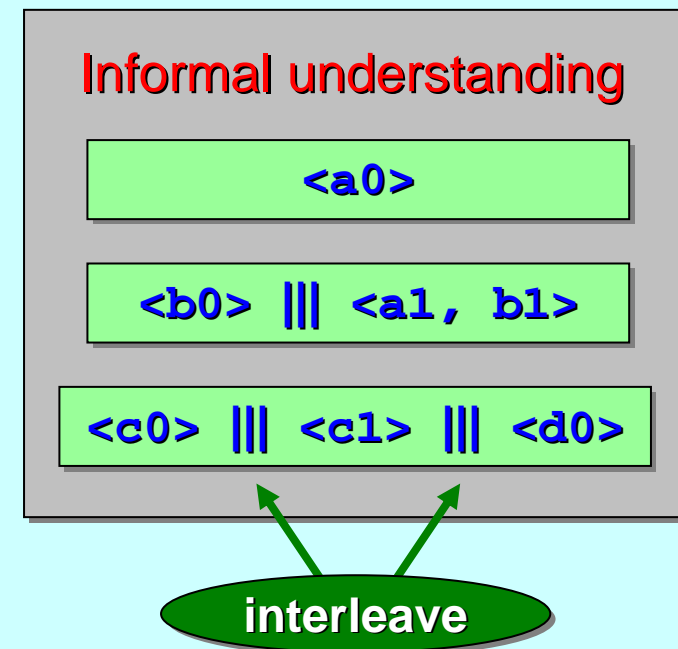 Informal understanding
<a0>
<b0> ||| <a1, b1>
<c0> ||| <c1> ||| <d0>
interleave